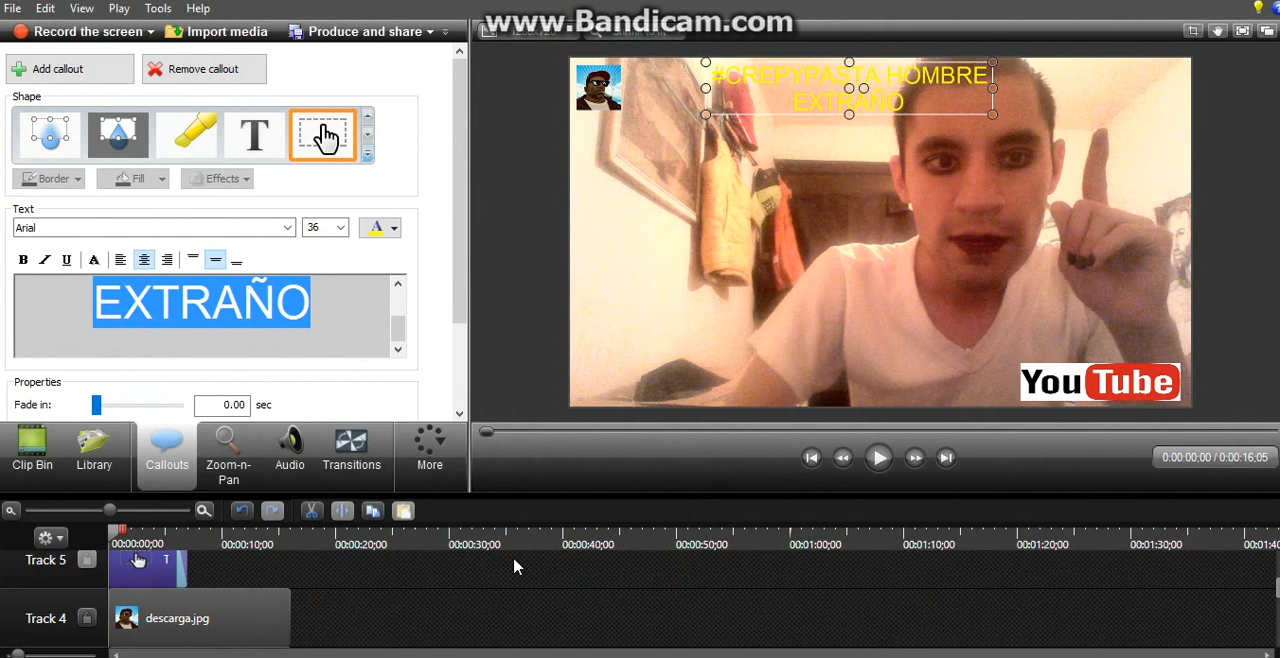 File Edit View Play Tools Help
www.Bandicam.com
Record the screen Import media Produce and share
Add callout Remove callout
Shape
T
Border Fill Effects
Text
Arial 36 A
B I U A
EXTRAÑO
Properties
Fade in: 0.00 sec
#CREPYPASTA HOMBRE
EXTRAÑO
YouTube
Clip Bin Library Callouts Zoom-n-Pan Audio Transitions More
0:00:00;00 / 0:00:16;05
00:00:00;00 00:00:10;00 00:00:20;00 00:00:30;00 00:00:40;00 00:00:50;00 00:01:00;00 00:01:10;00 00:01:20;00 00:01:30;00 00:01:40
Track 5 T
Track 4 descarga.jpg